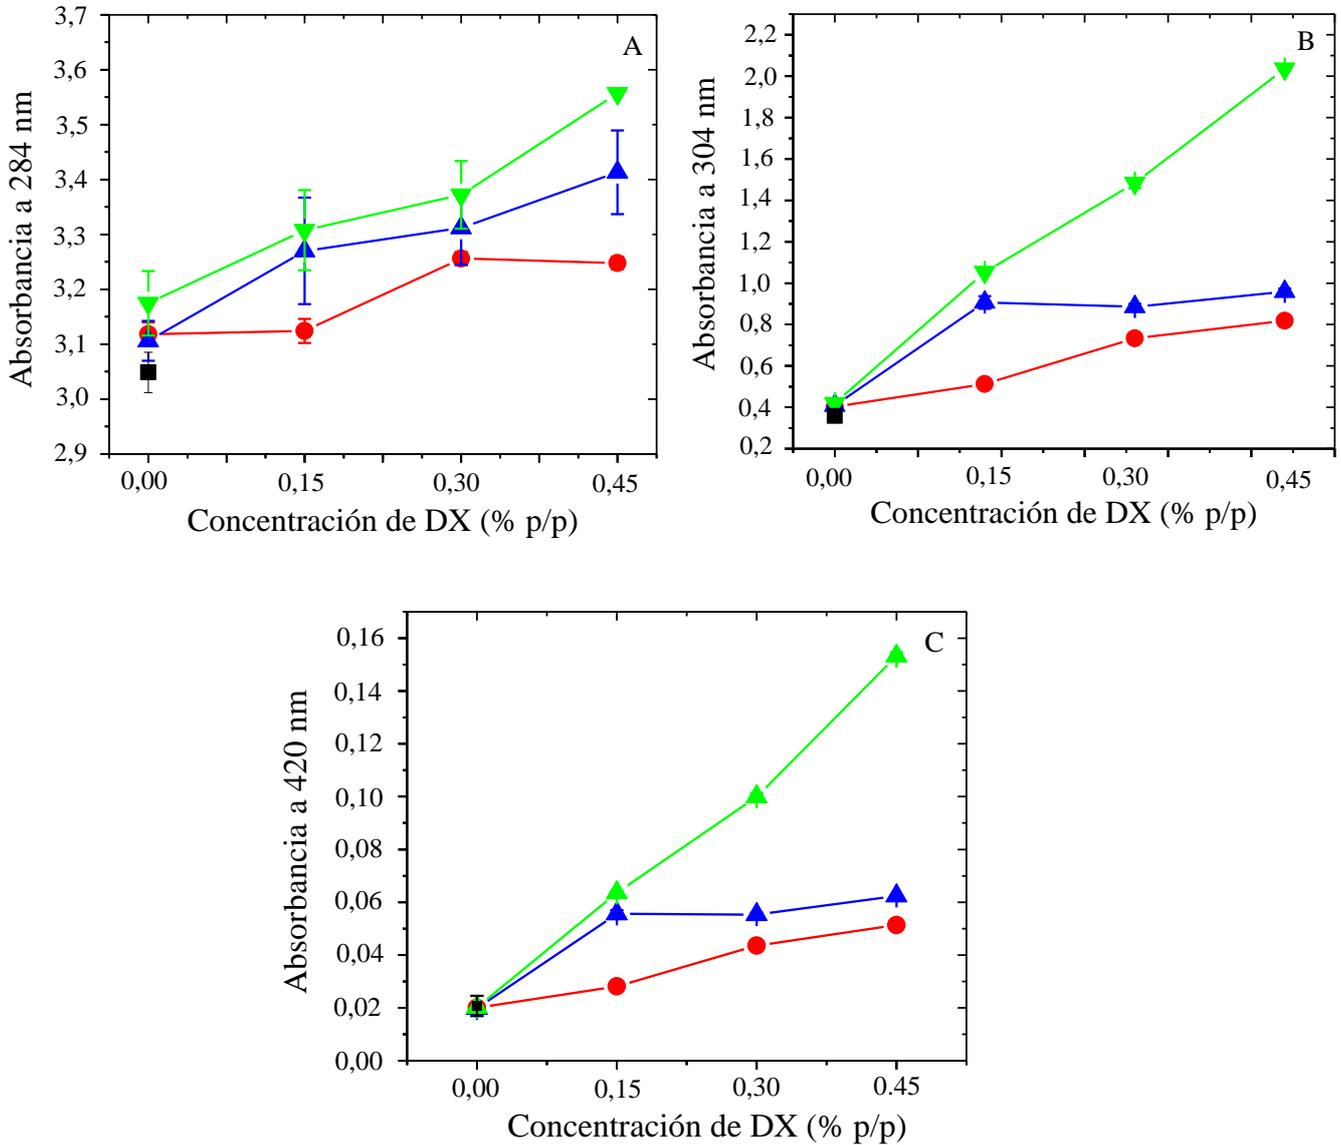 A
3,7
3,6
3,5
3,4
3,3
3,2
3,1
3,0
2,9
Absorbancia a 284 nm
0,00 0,15 0,30 0,45
Concentración de DX (% p/p)
B
2,2
2,0
1,8
1,6
1,4
1,2
1,0
0,8
0,6
0,4
0,2
Absorbancia a 304 nm
0,00 0,15 0,30 0,45
Concentración de DX (% p/p)
C
0,16
0,14
0,12
0,10
0,08
0,06
0,04
0,02
0,00
Absorbancia a 420 nm
0,00 0,15 0,30 0.45
Concentración de DX (% p/p)